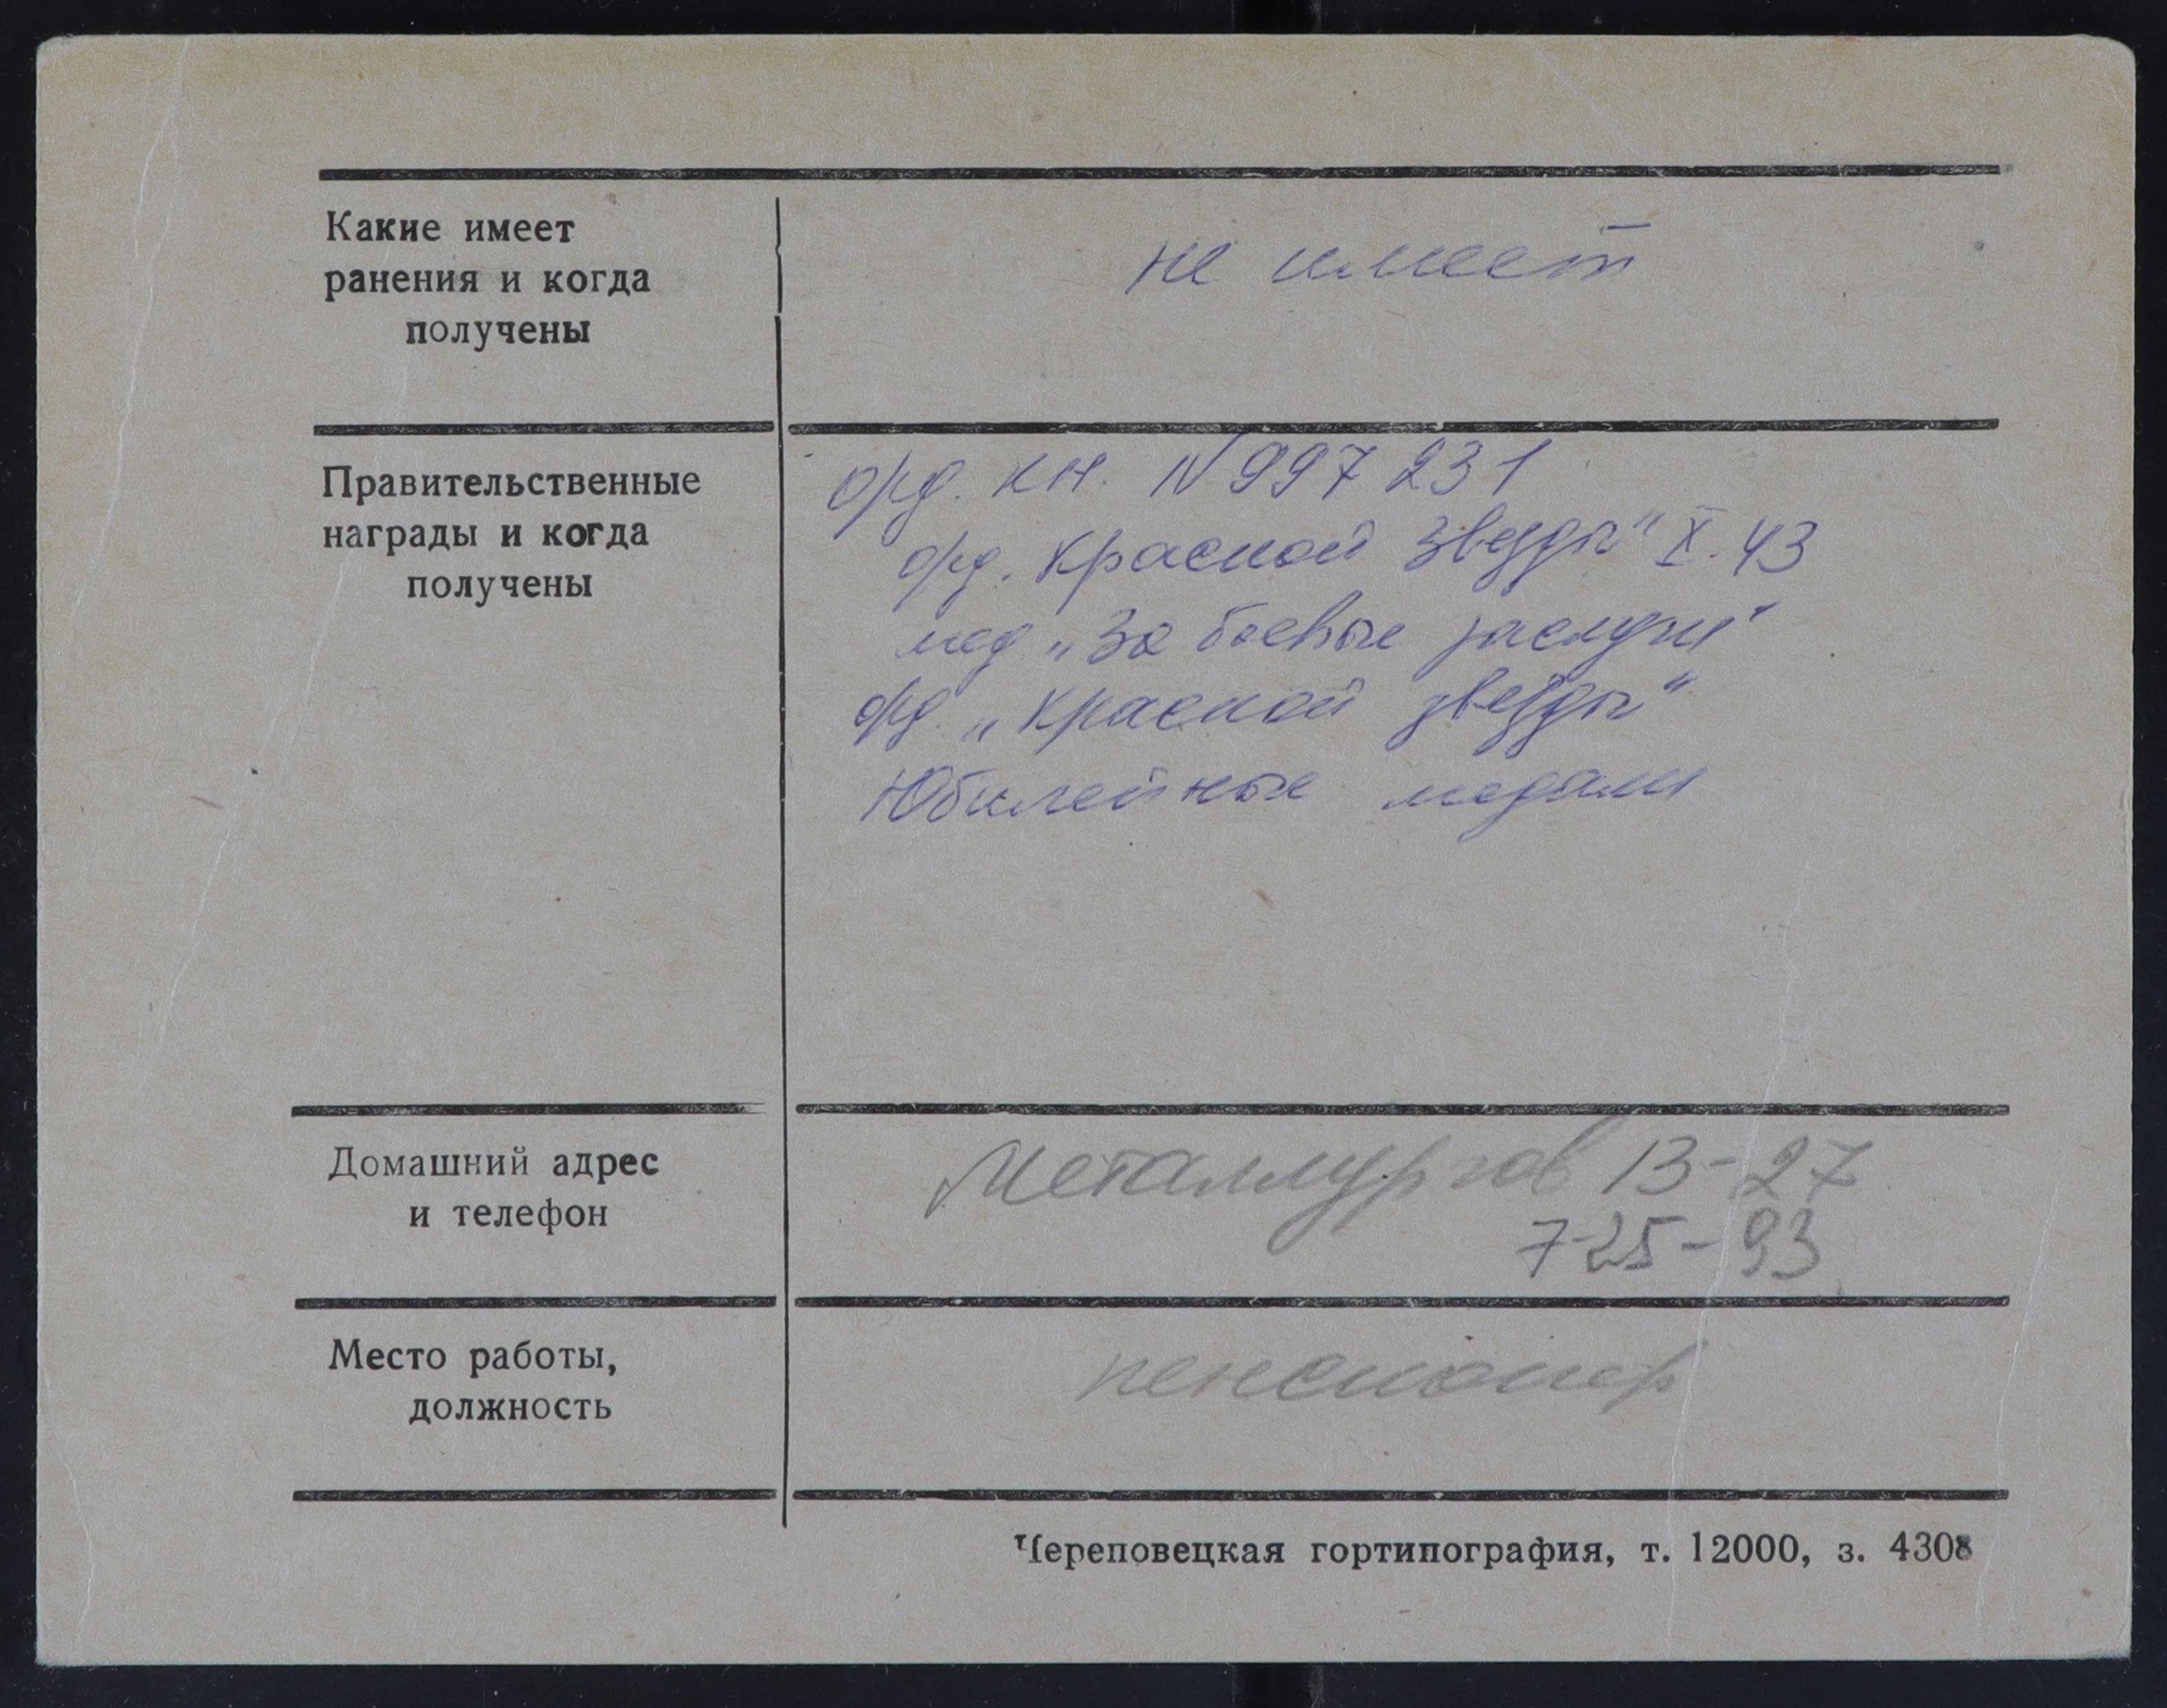 Какие имеет
ранения и когда
получены
не имеет
Правительственные
награды и когда
получены
орд. кн. N 997231
орд. Красной Звезды" X. 43
мед „За боевые заслуги"
орд. „Красной звезды"
Юбилейные медали
Домашний адрес
и телефон
Металлургов 13-27
7-25-93
Место работы,
должность
пенсионер
Череповецкая гортипография, т. 12000, з. 4308